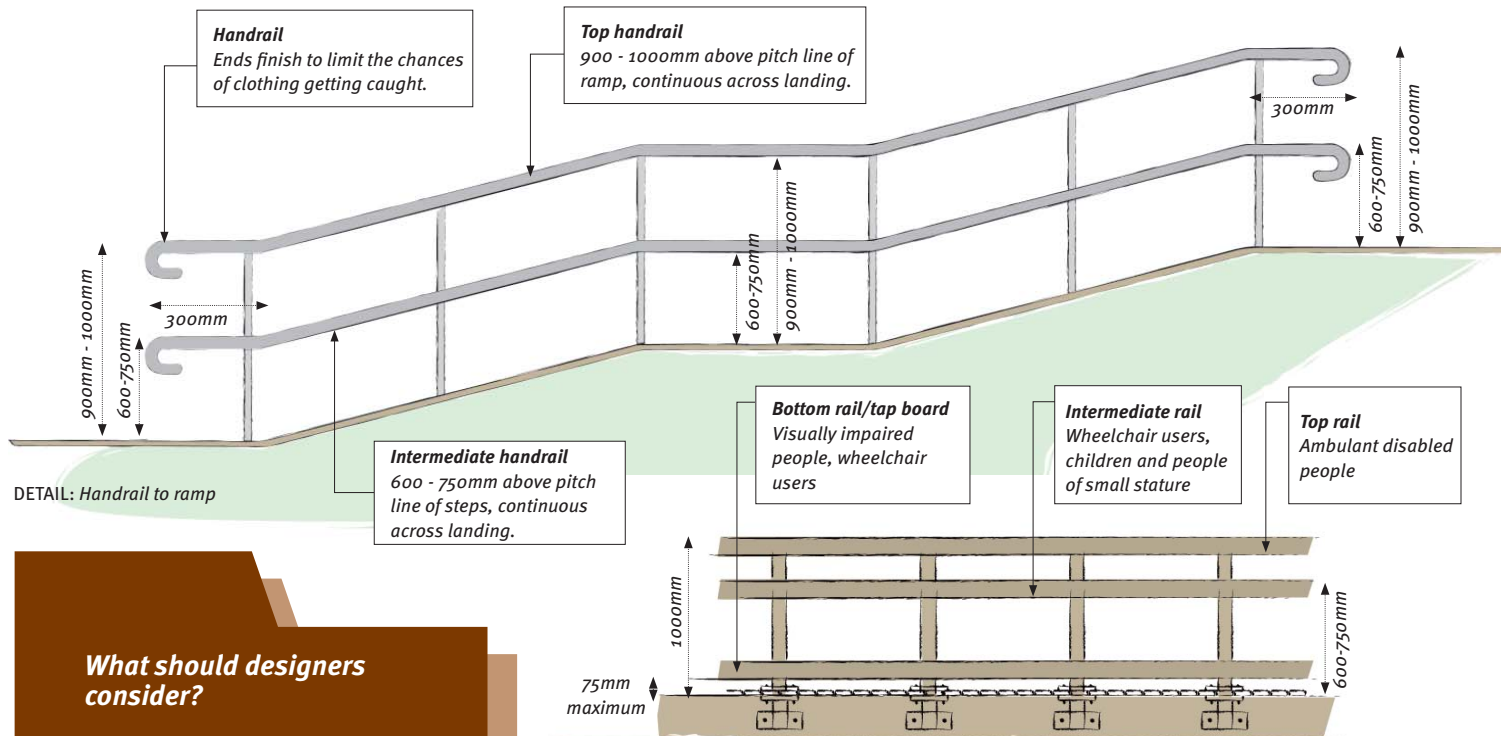 Handrail
Ends finish to limit the chances
of clothing getting caught.
Top handrail
900 - 1000mm above pitch line of
ramp, continuous across landing.
300mm
600-750mm
900mm - 1000mm
600-750mm
900mm - 1000mm
900mm - 1000mm
600-750mm
300mm
DETAIL: Handrail to ramp
Intermediate handrail
600 - 750mm above pitch
line of steps, continuous
across landing.
Bottom rail/tap board
Visually impaired
people, wheelchair
users
Intermediate rail
Wheelchair users,
children and people
of small stature
Top rail
Ambulant disabled
people
1000mm
600-750mm
75mm
maximum
What should designers
consider?